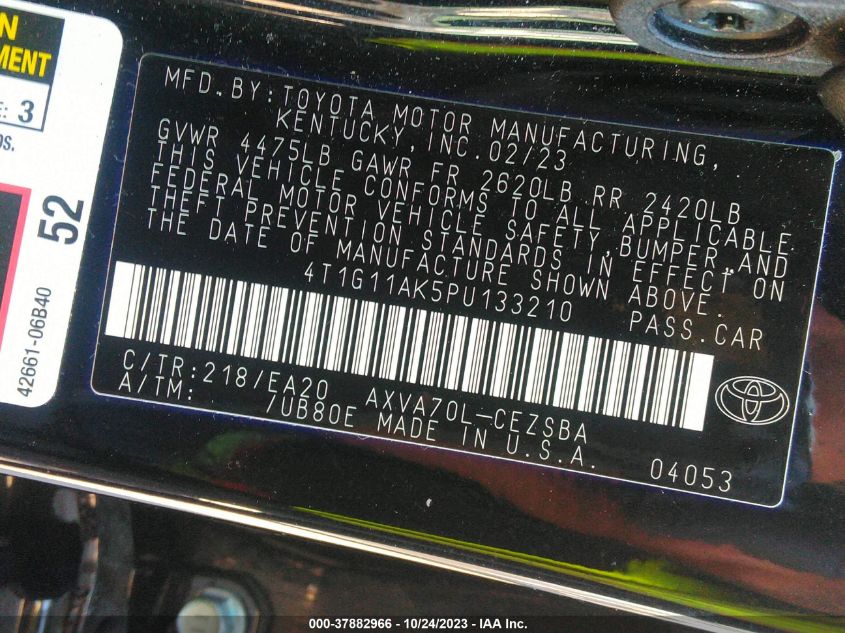 N
MENT
E: 3
OS.
52
42661-06B40
MFD.BY:TOYOTA MOTOR MANUFACTURING,
KENTUCKY,INC.02/23
GVWR 4475LB GAWR FR 2620LB RR 2420LB
THIS VEHICLE CONFORMS TO ALL APPLICABLE
FEDERAL MOTOR VEHICLE SAFETY,BUMPER,AND
THEFT PREVENTION STANDARDS IN EFFECT ON
THE DATE OF MANUFACTURE SHOWN ABOVE.
4T1G11AK5PU133210 PASS.CAR
C/TR:218/EA20 AXVA70L-CEZSBA
A/TM: /UB80E MADE IN U.S.A.
04053
000-37882966 - 10/24/2023 - IAA Inc.